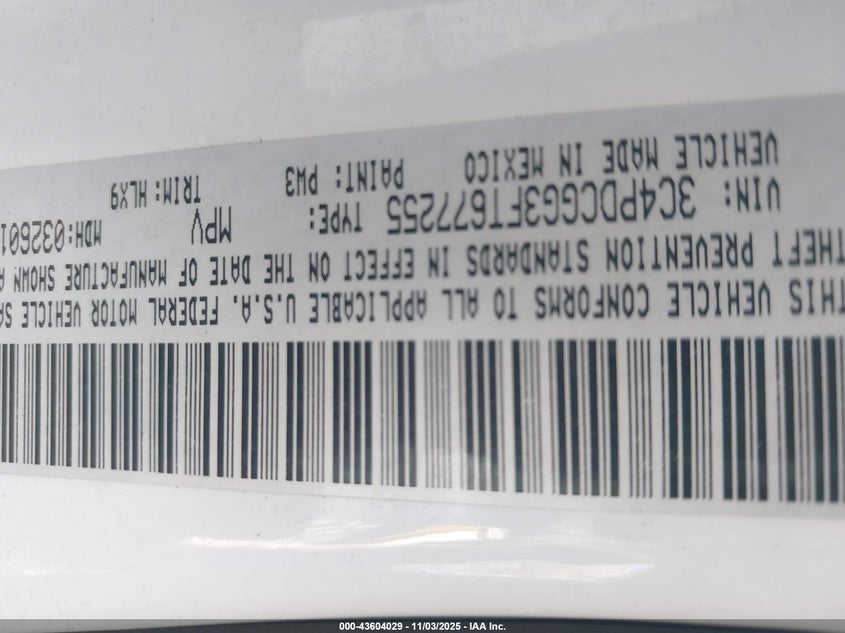 THIS VEHICLE CONFORMS TO ALL APPLICABLE U.S.A. FEDERAL MOTOR VEHICLE SA
THEFT PREVENTION STANDARDS IN EFFECT ON THE DATE OF MANUFACTURE SHOWN A
VIN: 3C4PDCGG3FT677255 TYPE: MPV MDH:032601
VEHICLE MADE IN MEXICO PAINT: PW3 TRIM: HLX9
000-43604029 - 11/03/2025 - IAA Inc.